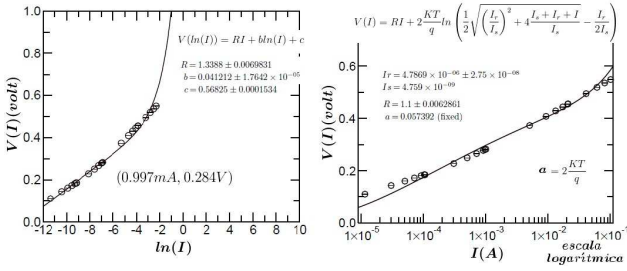 V(ln(I)) = RI + bln(I) + c
R = 1.3388 ± 0.0069831
b = 0.041212 ± 1.7642 × 10⁻⁰⁵
c = 0.56825 ± 0.0001534
(0.997mA, 0.284V)
V(I)(volt)
1.0
0.8
0.6
0.4
0.2
0.0
-12 -10 -8 -6 -4 -2 0 2 4 6 8 10
ln(I)
V(I) = RI + 2 KT/q ln ( 1/2 √( (Ir/Is)² + 4 (Is + Ir + I)/Is ) − Ir/2Is )
Ir = 4.7869 × 10⁻⁰⁶ ± 2.75 × 10⁻⁰⁸
Is = 4.759 × 10⁻⁰⁹
R = 1.1 ± 0.0062861
a = 0.057392 (fixed)
a = 2 KT/q
V(I)(volt)
0.6
0.4
0.2
0.0
1×10⁻⁵ 1×10⁻⁴ 1×10⁻³ 1×10⁻² 1×10⁻¹
I(A)
escala
logarítmica